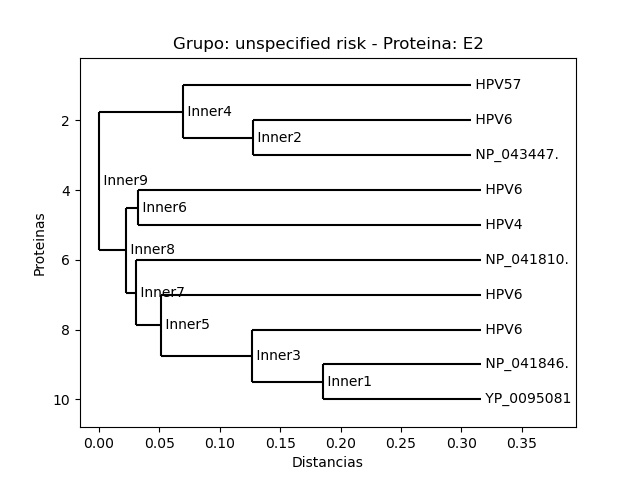 Grupo: unspecified risk - Proteina: E2
HPV57
Inner4
2
HPV6
Inner2
NP_043447.
Inner9
4
HPV6
Inner6
HPV4
Inner8
6
NP_041810.
Inner7
HPV6
Inner5
8
HPV6
Inner3
NP_041846.
Inner1
10
YP_0095081
Proteinas
0.00 0.05 0.10 0.15 0.20 0.25 0.30 0.35
Distancias